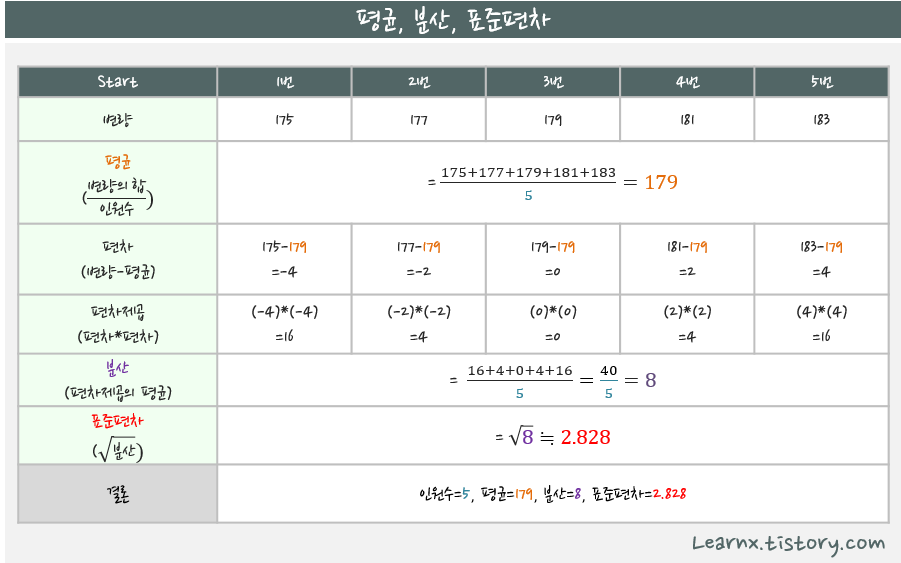 평균, 분산, 표준편차
Start 1번 2번 3번 4번 5번
변량 175 177 179 181 183
평균
(변량의 합/인원수)
=175+177+179+181+183/5=179
편차
(변량-평균)
175-179 177-179 179-179 181-179 183-179
=-4 =-2 =0 =2 =4
편차제곱
(편차*편차)
(-4)*(-4) (-2)*(-2) (0)*(0) (2)*(2) (4)*(4)
=16 =4 =0 =4 =16
분산
(편차제곱의 평균)
=16+4+0+4+16/5=40/5=8
표준편차
(√분산)
=√8≒2.828
결론 인원수=5, 평균=179, 분산=8, 표준편차=2.828
Learnx.tistory.com